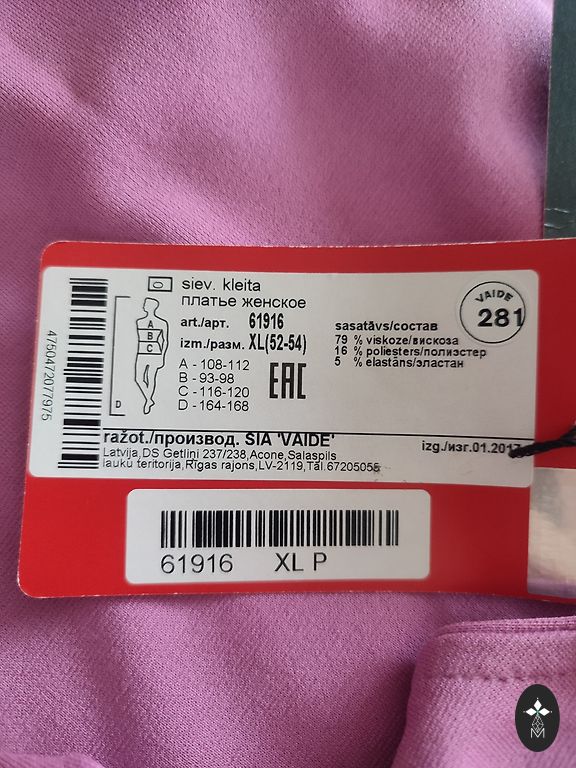 siev. kleita
платье женское
art./арт. 61916
izm./разм. XL(52-54)
A - 108-112
B - 93-98
C - 116-120
D - 164-168
A
B
C
D
EAC
sasatāvs/состав
79 % viskoze/вискоза
16 % poliesters/полиэстер
5 % elastāns/эластан
VAIDE
281
4750472077975
ražot./производ. SIA 'VAIDE'
izg./изг.01.2017
Latvija,DS Getlini 237/238,Acone,Salaspils
lauku teritorija,Rīgas rajons,LV-2119,Tāl.67205055
61916 XL P
M